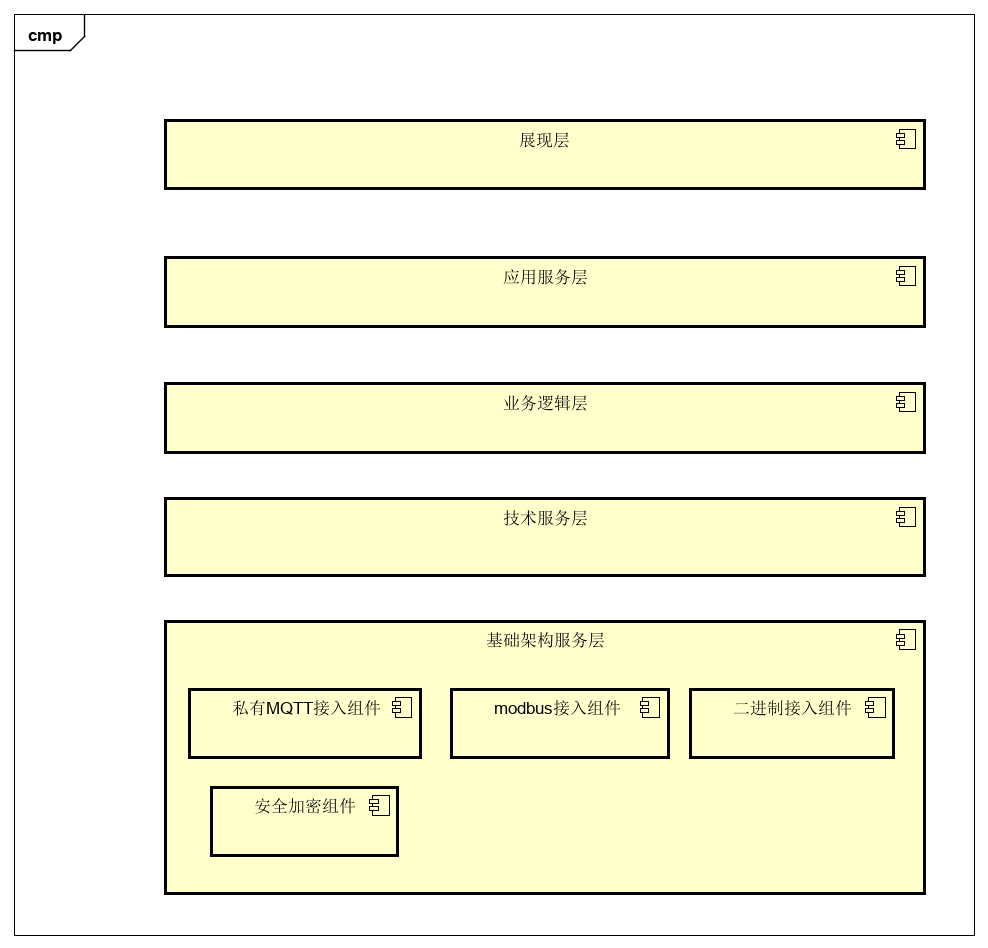 cmp
展现层
应用服务层
业务逻辑层
技术服务层
基础架构服务层
私有MQTT接入组件
modbus接入组件
二进制接入组件
安全加密组件